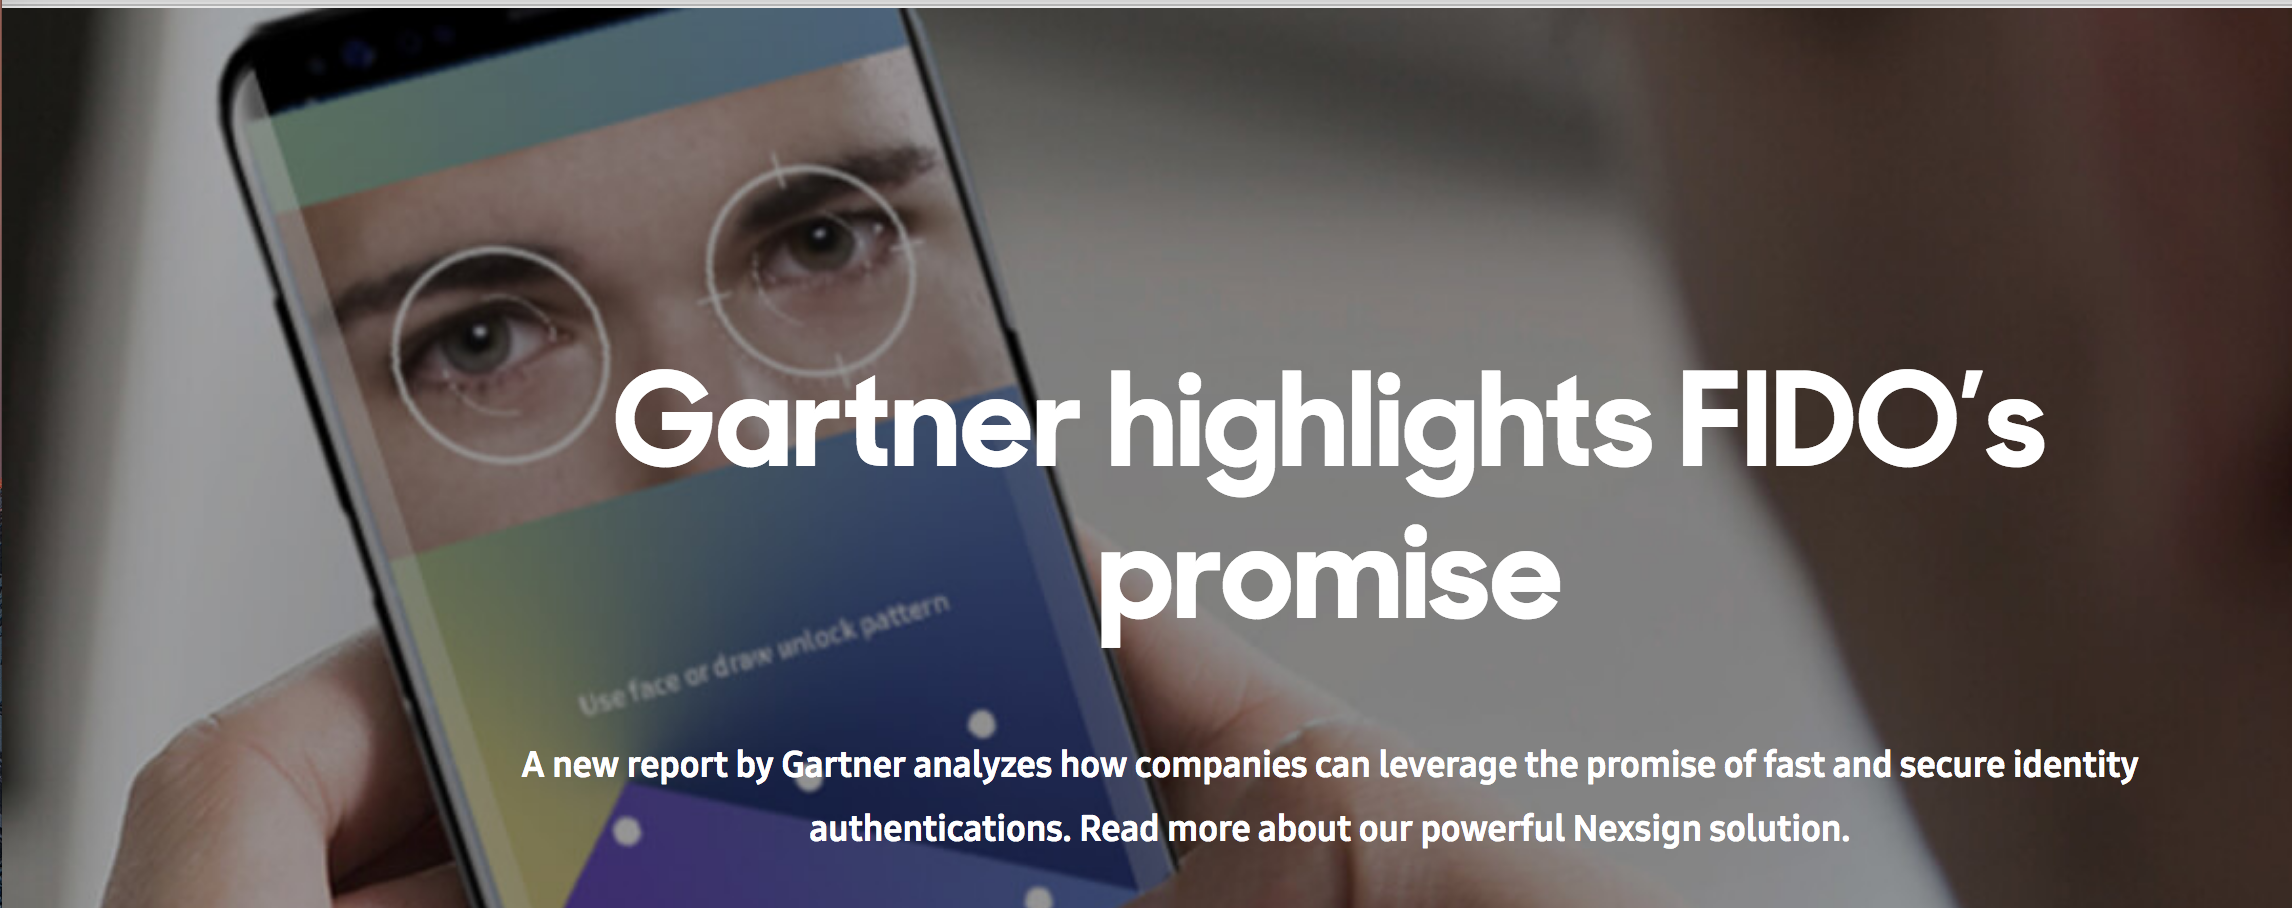 Gartner highlights FIDO’s
promise
Use face or draw unlock pattern
A new report by Gartner analyzes how companies can leverage the promise of fast and secure identity
authentications. Read more about our powerful Nexsign solution.